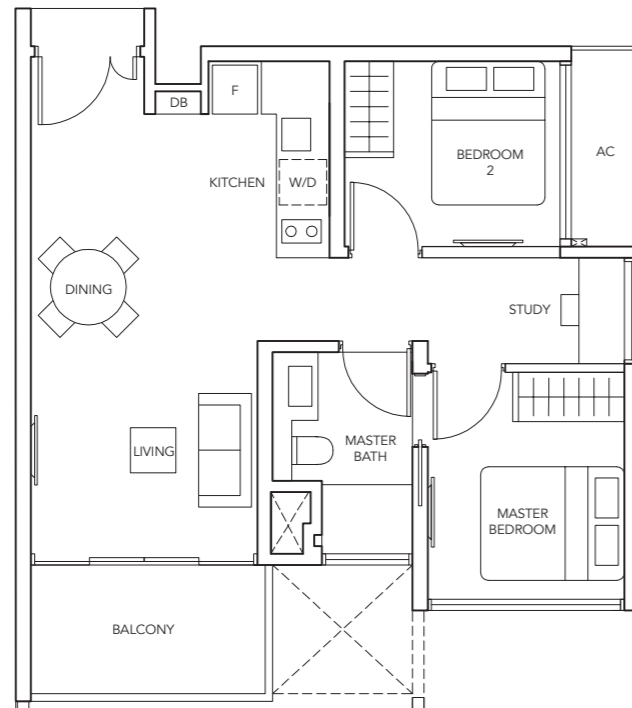 DB
F
KITCHEN
W/D
BEDROOM
2
AC
DINING
STUDY
LIVING
MASTER
BATH
MASTER
BEDROOM
BALCONY